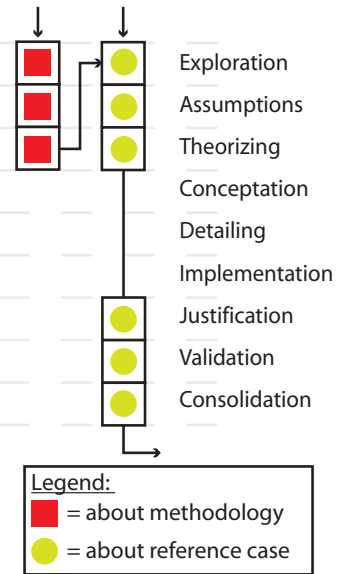 Exploration
Assumptions
Theorizing
Conceptation
Detailing
Implementation
Justification
Validation
Consolidation
Legend:
= about methodology
= about reference case